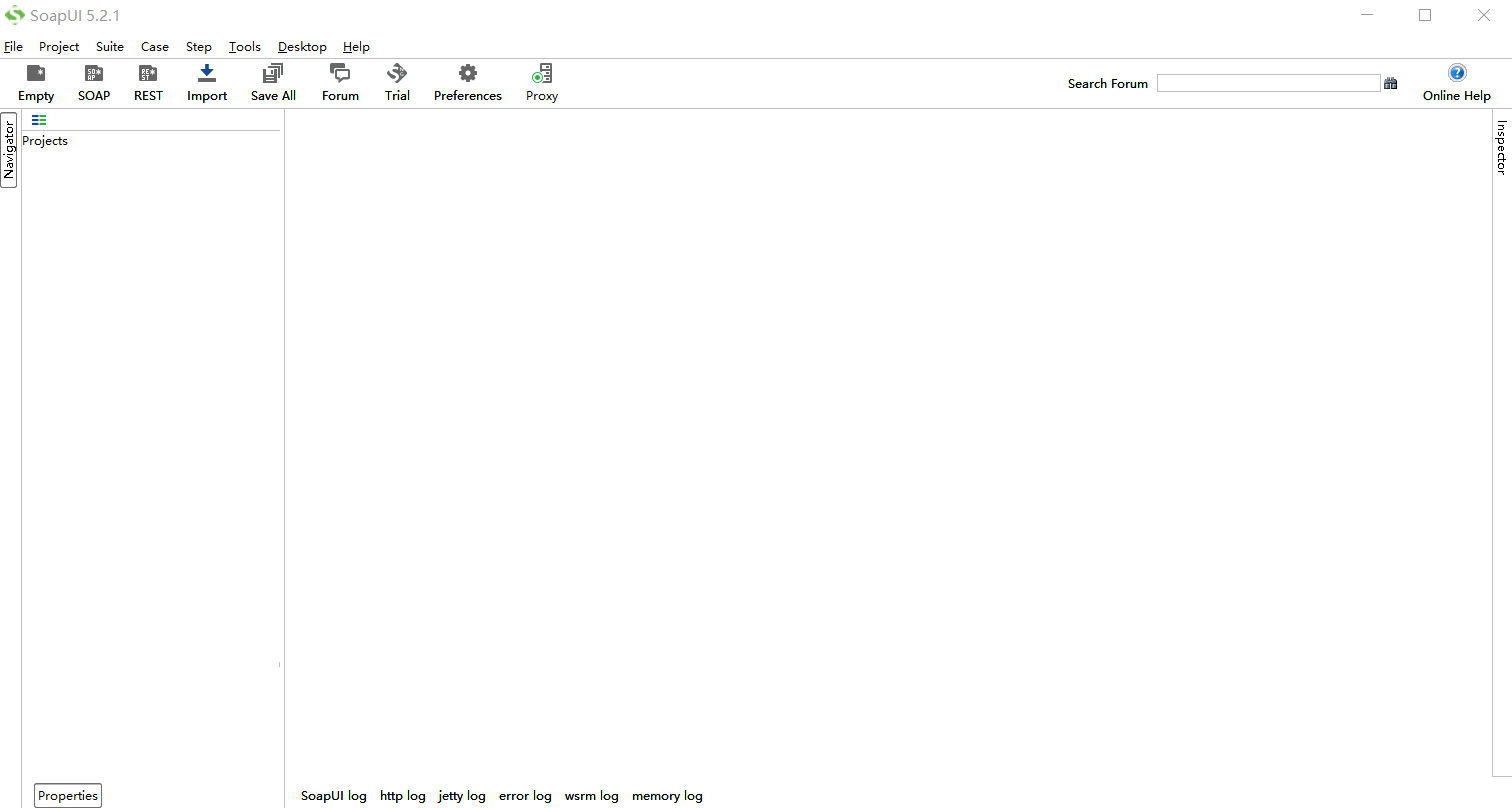 SoapUI 5.2.1
File Project Suite Case Step Tools Desktop Help
Empty SOAP REST Import Save All Forum Trial Preferences Proxy Search Forum Online Help
Navigator
Projects
Inspector
Properties
SoapUI log http log jetty log error log wsrm log memory log